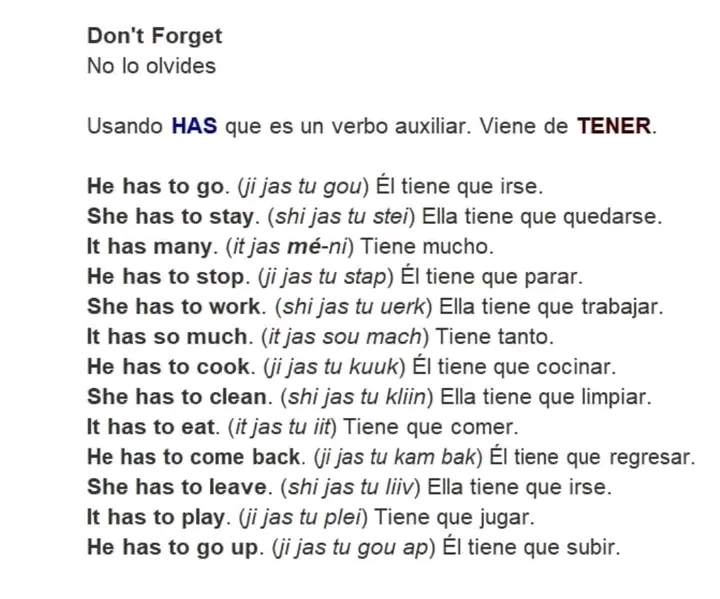 Don't Forget
No lo olvides
Usando HAS que es un verbo auxiliar. Viene de TENER.
He has to go. (ji jas tu gou) Él tiene que irse.
She has to stay. (shi jas tu stei) Ella tiene que quedarse.
It has many. (it jas mé-ni) Tiene mucho.
He has to stop. (ji jas tu stap) Él tiene que parar.
She has to work. (shi jas tu uerk) Ella tiene que trabajar.
It has so much. (it jas sou mach) Tiene tanto.
He has to cook. (ji jas tu kuuk) Él tiene que cocinar.
She has to clean. (shi jas tu kliin) Ella tiene que limpiar.
It has to eat. (it jas tu iit) Tiene que comer.
He has to come back. (ji jas tu kam bak) Él tiene que regresar.
She has to leave. (shi jas tu liiv) Ella tiene que irse.
It has to play. (ji jas tu plei) Tiene que jugar.
He has to go up. (ji jas tu gou ap) Él tiene que subir.